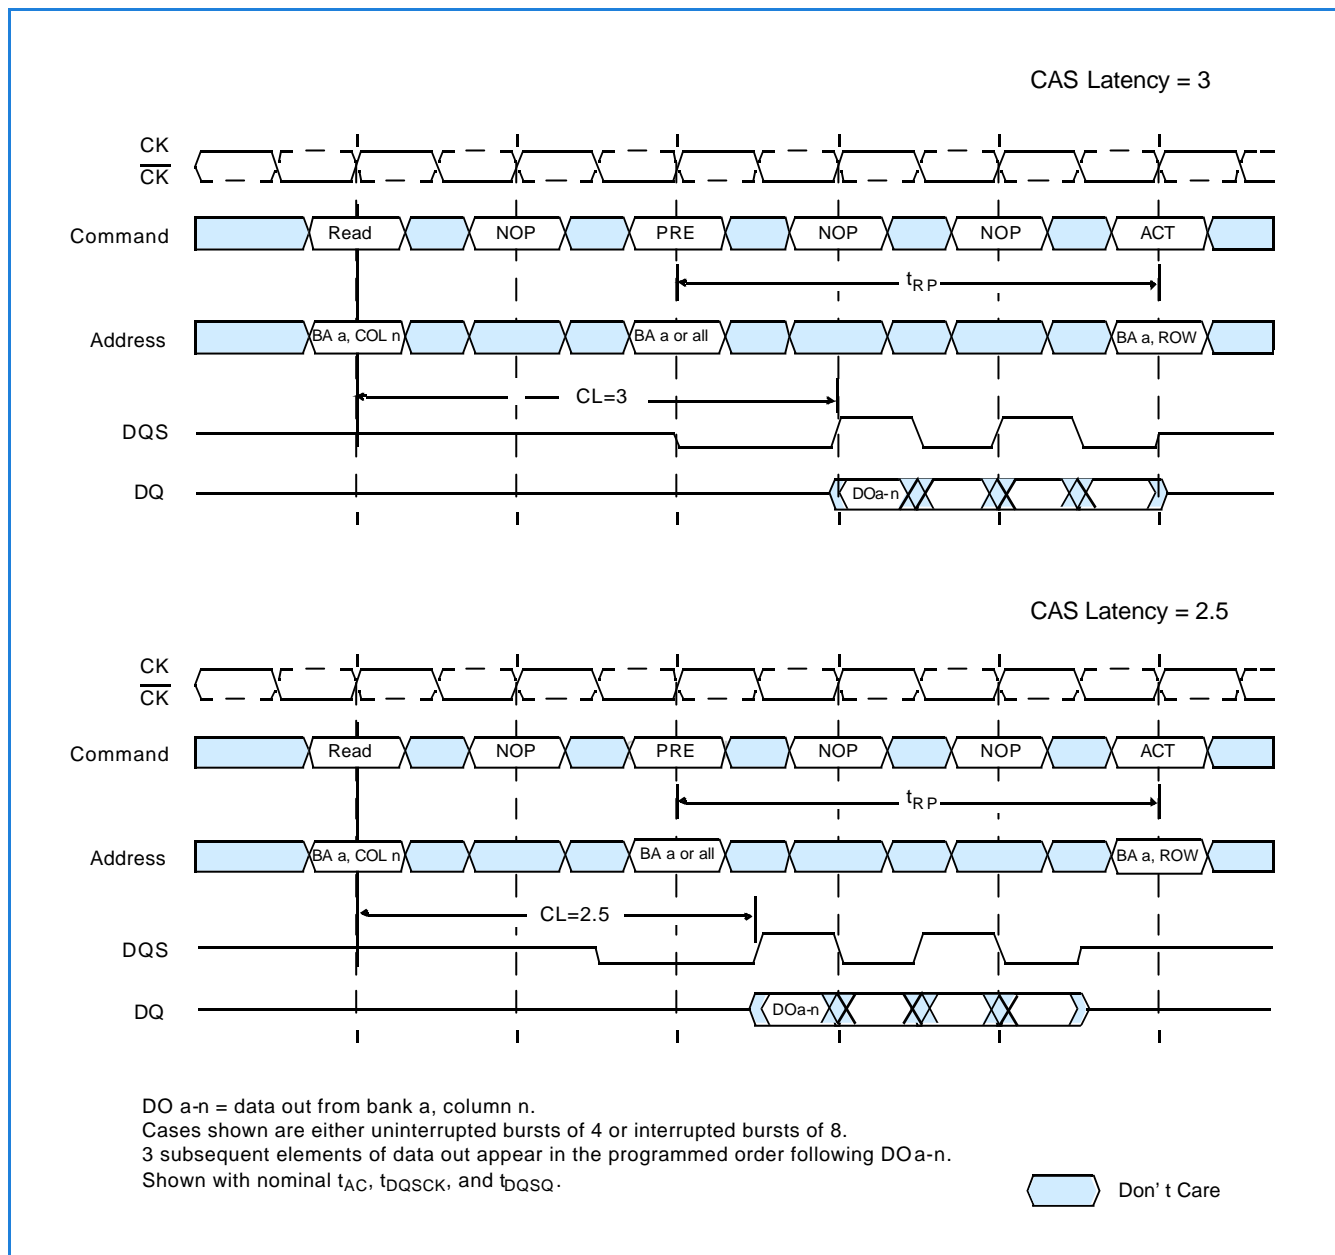 CAS Latency = 3
CK
CK
Command
Read
NOP
PRE
NOP
NOP
ACT
tRP
Address
BA a, COL n
BA a or all
BA a, ROW
CL=3
DQS
DQ
DOa-n
CAS Latency = 2.5
CK
CK
Command
Read
NOP
PRE
NOP
NOP
ACT
tRP
Address
BA a, COL n
BA a or all
BA a, ROW
CL=2.5
DQS
DQ
DOa-n
DO a-n = data out from bank a, column n.
Cases shown are either uninterrupted bursts of 4 or interrupted bursts of 8.
3 subsequent elements of data out appear in the programmed order following DOa-n.
Shown with nominal tAC, tDQSCK, and tDQSQ.
Don' t Care